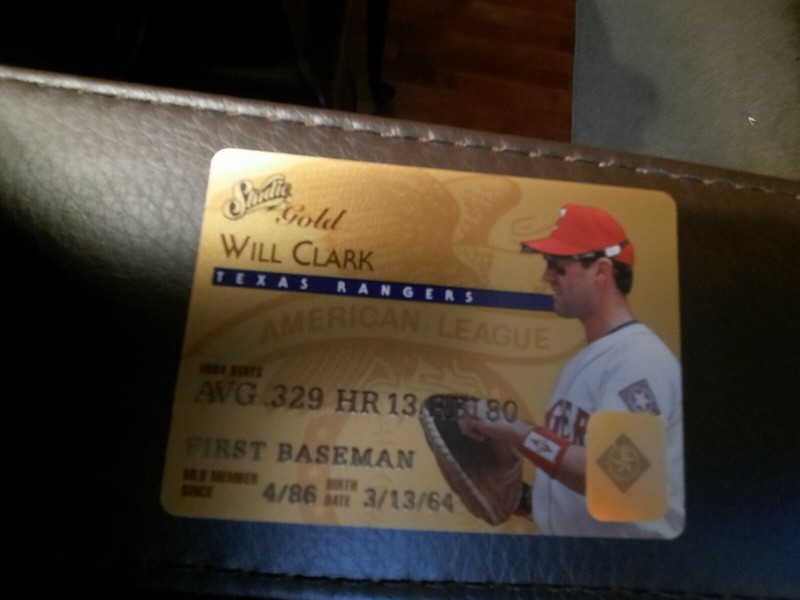 Studio Gold
WILL CLARK
TEXAS RANGERS
AMERICAN LEAGUE
1994 STATS
AVG .329 HR 13 RBI 80
FIRST BASEMAN
MLB MEMBER SINCE 4/86 BIRTH DATE 3/13/64
GER